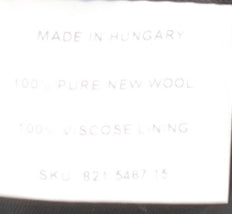 MADE IN HUNGARY
100% PURE NEW WOOL
100% VISCOSE LINING
SKU 821 5467 15